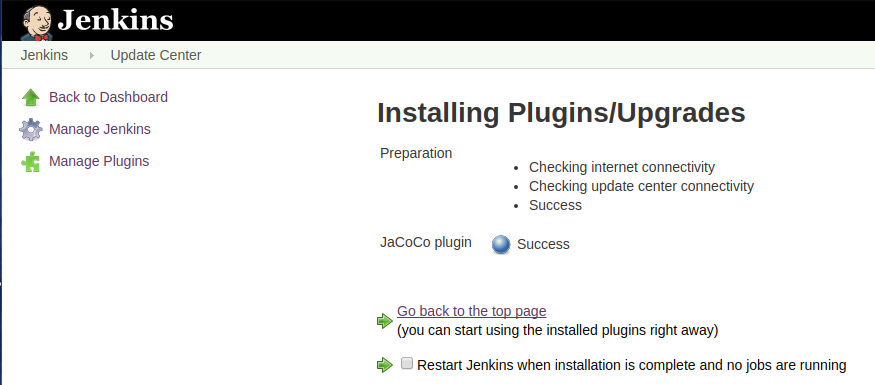 Jenkins
Jenkins Update Center
Back to Dashboard
Manage Jenkins
Manage Plugins
Installing Plugins/Upgrades
Preparation
Checking internet connectivity
Checking update center connectivity
Success
JaCoCo plugin Success
Go back to the top page
(you can start using the installed plugins right away)
Restart Jenkins when installation is complete and no jobs are running